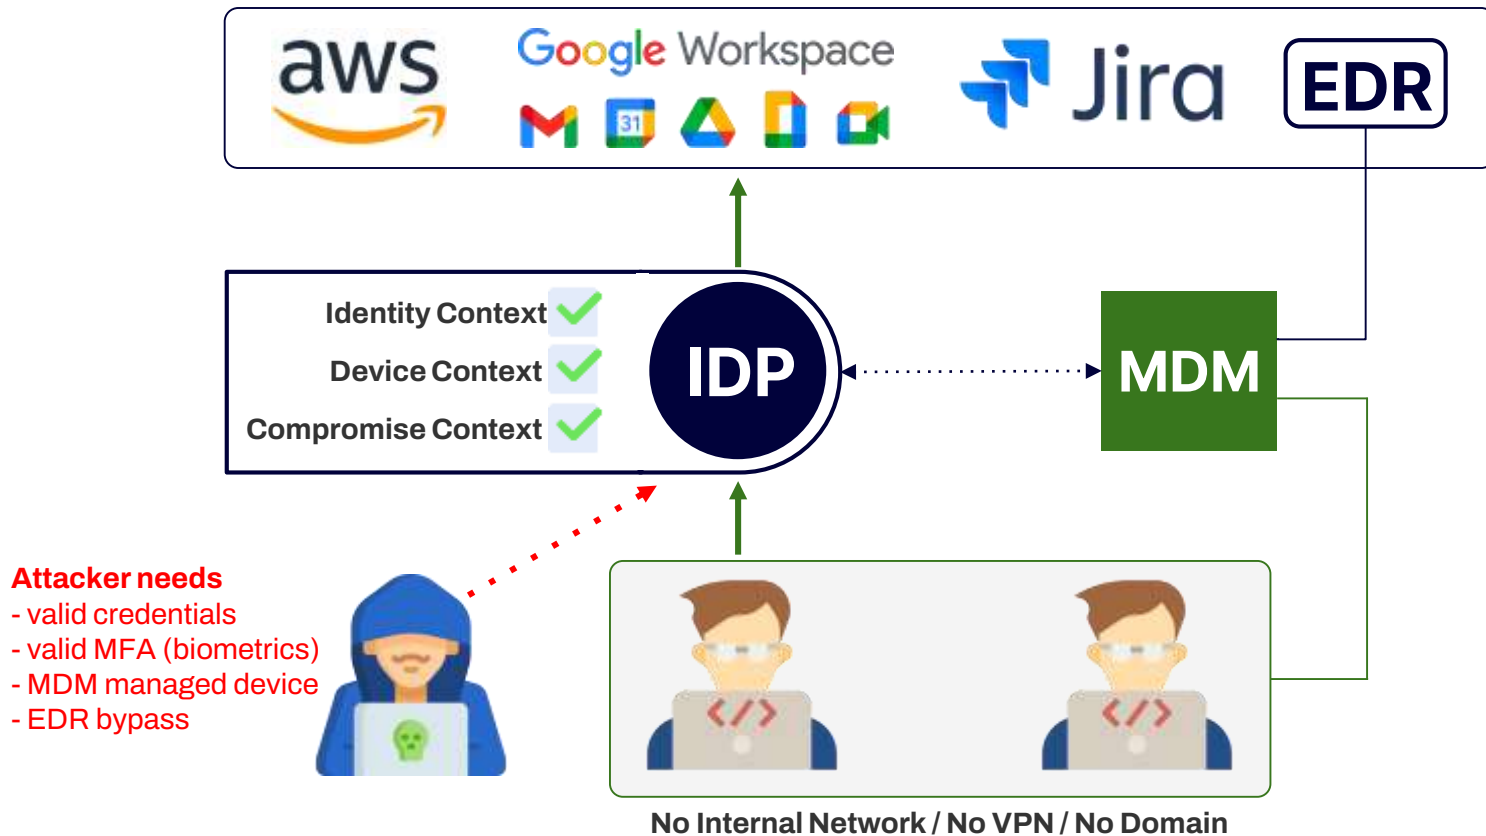 aws
Google Workspace
31
Jira
EDR
Identity Context
Device Context
Compromise Context
IDP
MDM
Attacker needs
- valid credentials
- valid MFA (biometrics)
- MDM managed device
- EDR bypass
</>
</>
No Internal Network / No VPN / No Domain